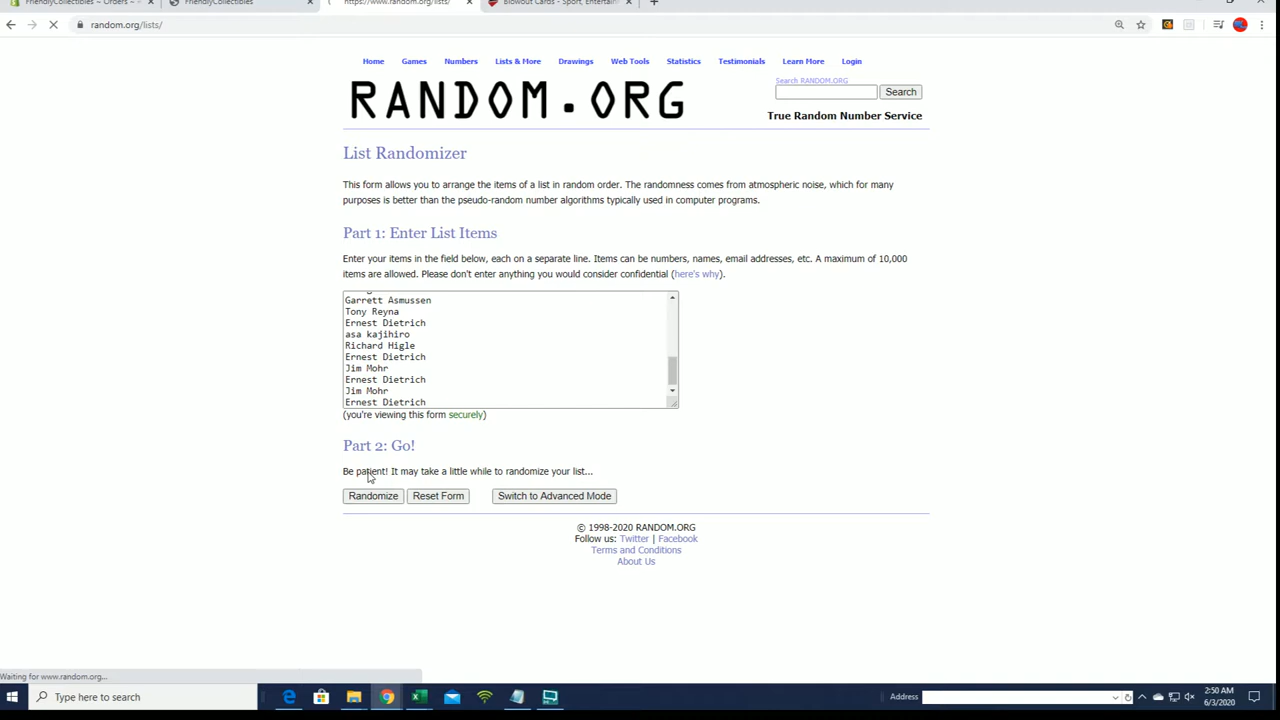 FriendlyCollectibles ~ Orders ~
FriendlyCollectibles
https://www.random.org/lists/
Blowout Cards - Sport, Entertain
random.org/lists/
Home Games Numbers Lists & More Drawings Web Tools Statistics Testimonials Learn More Login
RANDOM.ORG
Search RANDOM.ORG
Search
True Random Number Service
List Randomizer
This form allows you to arrange the items of a list in random order. The randomness comes from atmospheric noise, which for many
purposes is better than the pseudo-random number algorithms typically used in computer programs.
Part 1: Enter List Items
Enter your items in the field below, each on a separate line. Items can be numbers, names, email addresses, etc. A maximum of 10,000
items are allowed. Please don't enter anything you would consider confidential (here's why).
Garrett Asmussen
Tony Reyna
Ernest Dietrich
asa kajihiro
Richard Higle
Ernest Dietrich
Jim Mohr
Ernest Dietrich
Jim Mohr
Ernest Dietrich
(you're viewing this form securely)
Part 2: Go!
Be patient! It may take a little while to randomize your list...
Randomize Reset Form Switch to Advanced Mode
© 1998-2020 RANDOM.ORG
Follow us: Twitter | Facebook
Terms and Conditions
About Us
Waiting for www.random.org...
Type here to search
Address
2:50 AM
6/3/2020